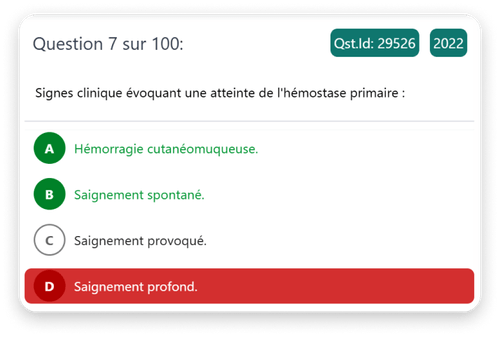 Question 7 sur 100:
Qst.Id: 29526
2022
Signes clinique évoquant une atteinte de l'hémostase primaire :
A Hémorragie cutanéomuqueuse.
B Saignement spontané.
C Saignement provoqué.
D Saignement profond.